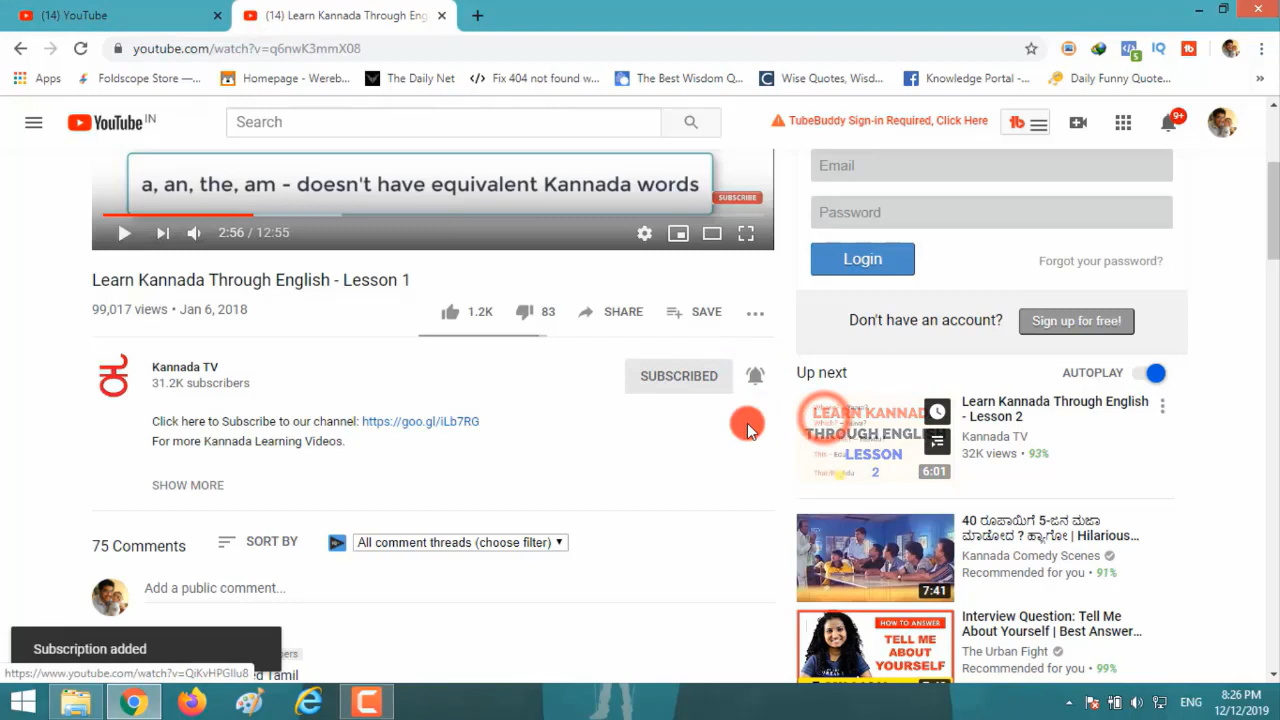 (14) YouTube
(14) Learn Kannada Through Eng
youtube.com/watch?v=q6nwK3mmX08
Apps
Foldscope Store —...
Homepage - Wereb...
The Daily Net
Fix 404 not found w...
The Best Wisdom Q...
Wise Quotes, Wisd...
Knowledge Portal -...
Daily Funny Quote...
YouTube IN
Search
TubeBuddy Sign-in Required, Click Here
9+
a, an, the, am - doesn't have equivalent Kannada words
SUBSCRIBE
2:56 / 12:55
Email
Password
Login
Forgot your password?
Don't have an account?
Sign up for free!
Learn Kannada Through English - Lesson 1
99,017 views • Jan 6, 2018
1.2K
83
SHARE
SAVE
ಕ
Kannada TV
31.2K subscribers
SUBSCRIBED
Click here to Subscribe to our channel: https://goo.gl/iLb7RG
For more Kannada Learning Videos.
SHOW MORE
75 Comments
SORT BY
All comment threads (choose filter)
Add a public comment...
Subscription added
https://www.youtube.com/watch?v=QiKvHPGIlu8
Up next
AUTOPLAY
LEARN KANNAD
THROUGH ENGLISH
LESSON
2
6:01
Learn Kannada Through English
- Lesson 2
Kannada TV
32K views • 93%
7:41
40 ರೂಪಾಯಿಗೆ 5-ಜನ ಮಜಾ
ಮಾಡೋದ ? ಹ್ಯಾಗೋ | Hilarious...
Kannada Comedy Scenes
Recommended for you • 91%
HOW TO ANSWER
TELL ME
ABOUT
YOURSELF
Interview Question: Tell Me
About Yourself | Best Answer...
The Urban Fight
Recommended for you • 99%
ENG
8:26 PM
12/12/2019